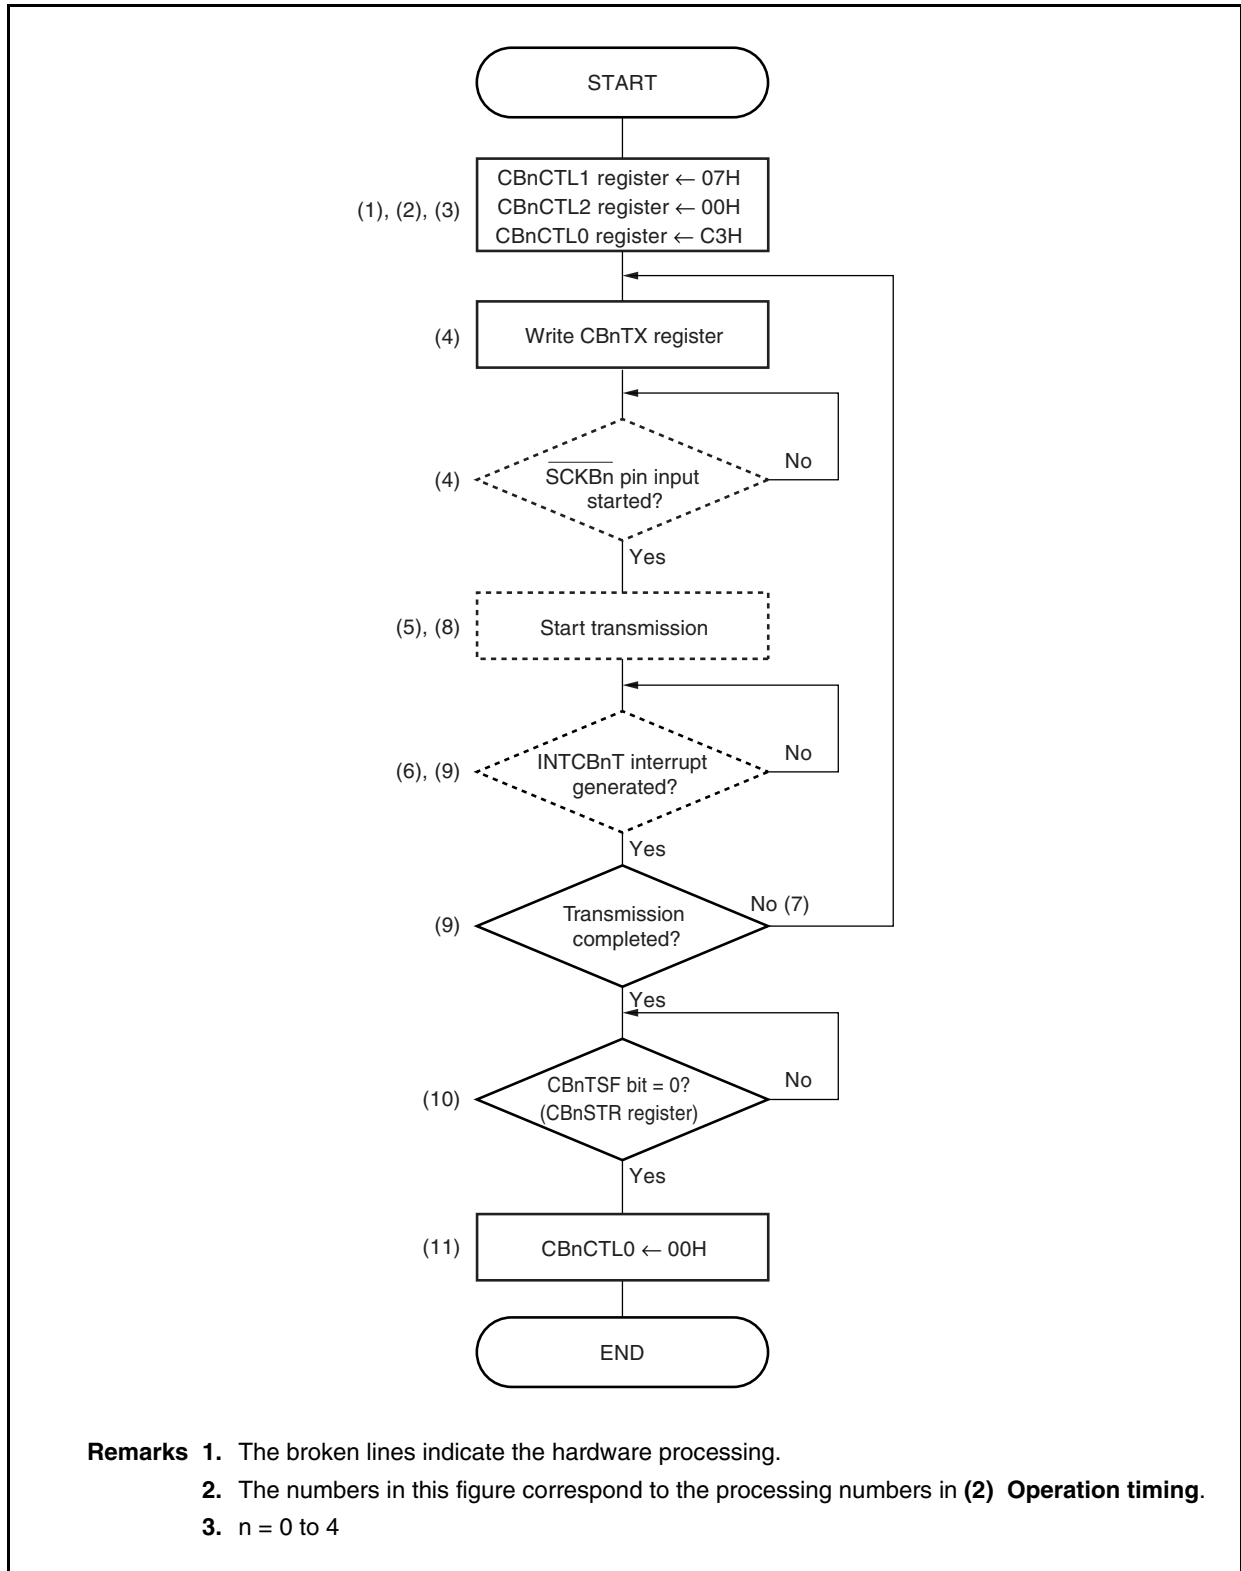 START
(1), (2), (3)
CBnCTL1 register ← 07H
CBnCTL2 register ← 00H
CBnCTL0 register ← C3H
(4)
Write CBnTX register
(4)
SCKBn pin input
started?
No
Yes
(5), (8)
Start transmission
(6), (9)
INTCBnT interrupt
generated?
No
Yes
(9)
Transmission
completed?
No (7)
Yes
(10)
CBnTSF bit = 0?
(CBnSTR register)
No
Yes
(11)
CBnCTL0 ← 00H
END
Remarks 1. The broken lines indicate the hardware processing.
2. The numbers in this figure correspond to the processing numbers in (2) Operation timing.
3. n = 0 to 4